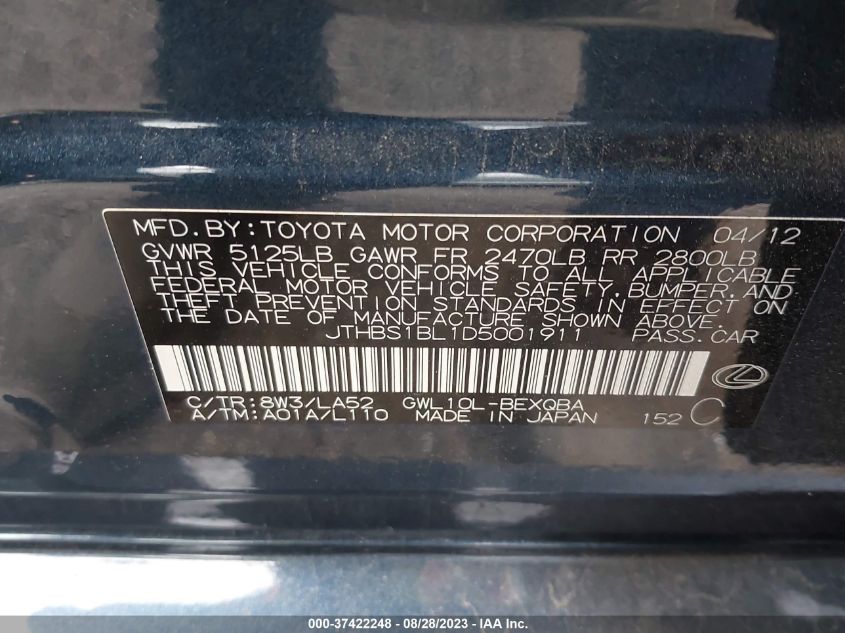 MFD.BY:TOYOTA MOTOR CORPORATION 04/12
GVWR 5125LB GAWR FR 2470LB RR 2800LB
THIS VEHICLE CONFORMS TO ALL APPLICABLE
FEDERAL MOTOR VEHICLE SAFETY,BUMPER,AND
THEFT PREVENTION STANDARDS IN EFFECT ON
THE DATE OF MANUFACTURE SHOWN ABOVE.
JTHBS1BL1D5001911 PASS.CAR
C/TR:8W3/LA52 GWL10L-BEXQBA
A/TM:A01A/L110 MADE IN JAPAN 152 C
000-37422248 - 08/28/2023 - IAA Inc.